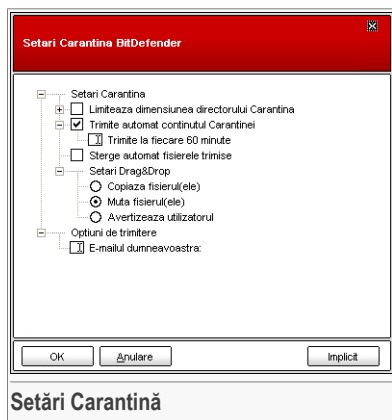 Setari Carantina BitDefender
Setari Carantina
Limiteaza dimensiunea directorului Carantina
Trimite automat continutul Carantinei
Trimite la fiecare 60 minute
Sterge automat fisierele trimise
Setari Drag&Drop
Copiaza fisierul(ele)
Muta fisierul(ele)
Avertizeaza utilizatorul
Optiuni de trimitere
E-mailul dumneavoastra:
OK Anulare Implicit
Setări Carantină